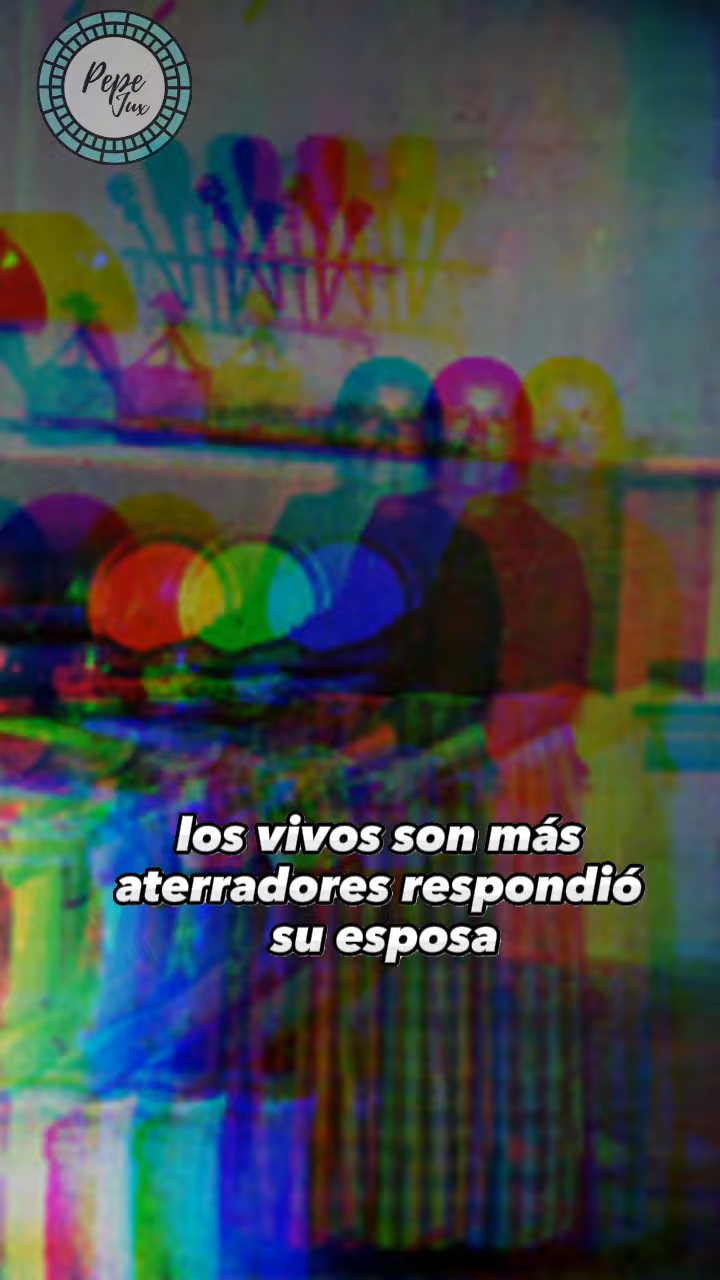 Pepe
Jux
los vivos son más
aterradores respondió
su esposa